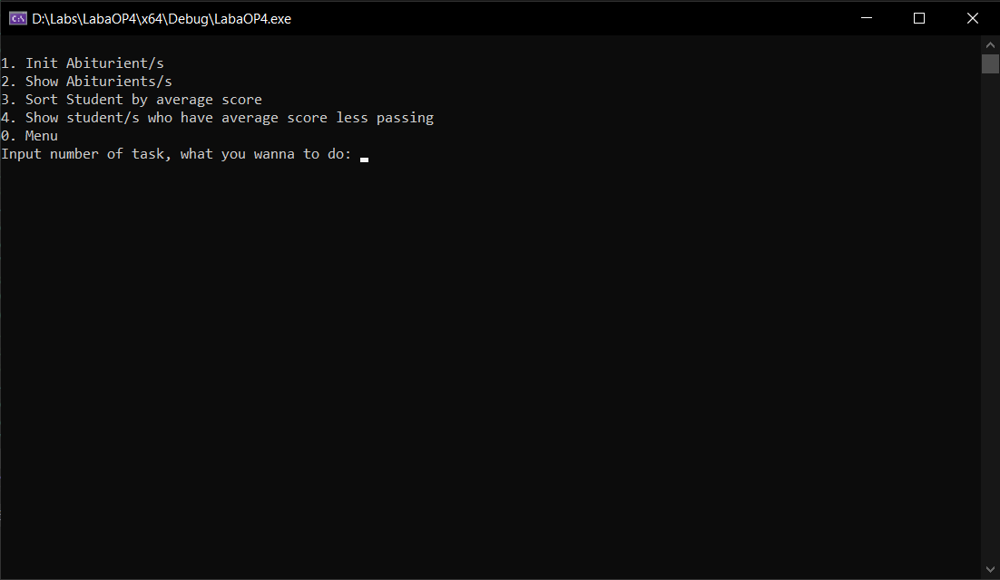 D:\Labs\LabaOP4\x64\Debug\LabaOP4.exe
1. Init Abiturient/s
2. Show Abiturients/s
3. Sort Student by average score
4. Show student/s who have average score less passing
0. Menu
Input number of task, what you wanna to do: